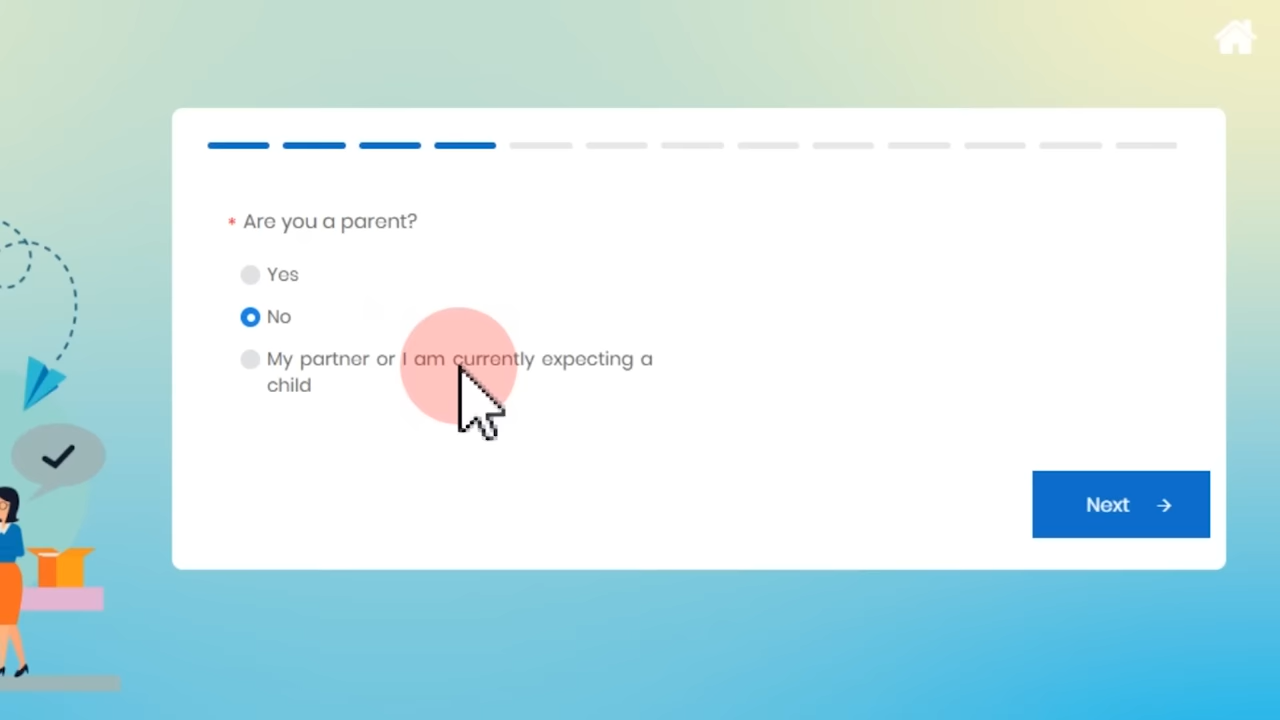 * Are you a parent?
Yes
No
My partner or I am currently expecting a
child
Next →